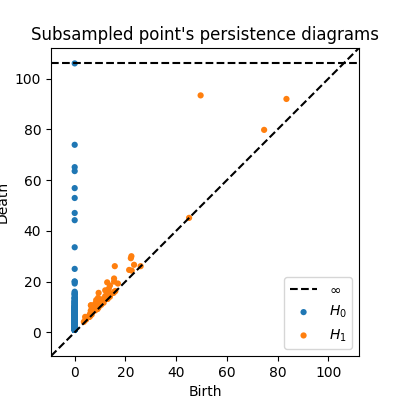 Subsampled point's persistence diagrams
Death
100
80
60
40
20
0
∞
H₀
H₁
0 20 40 60 80 100
Birth